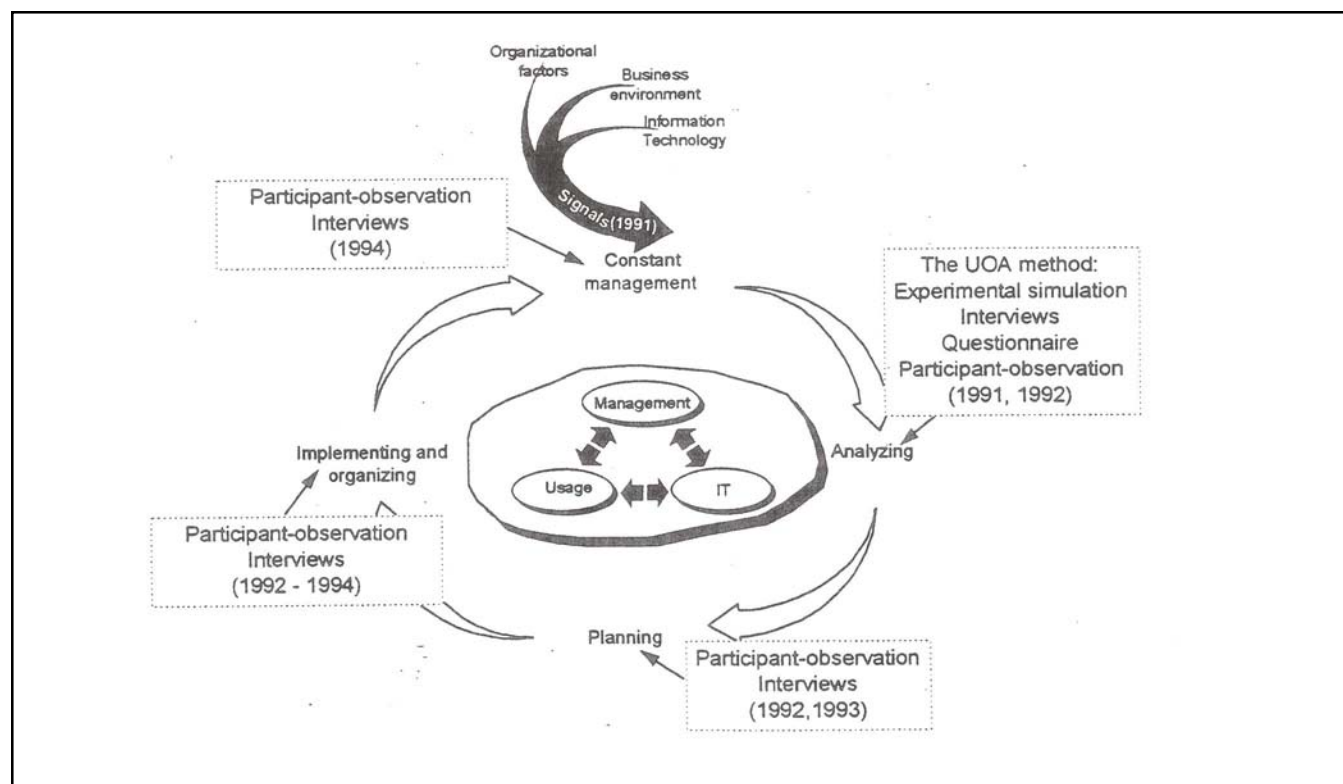 Organizational
factors
Business
environment
Information
Technology
Signals (1991)
Participant-observation
Interviews
(1994)
Constant
management
The UOA method:
Experimental simulation
Interviews
Questionnaire
Participant-observation
(1991, 1992)
Management
Usage
IT
Implementing and
organizing
Analyzing
Participant-observation
Interviews
(1992 - 1994)
Planning
Participant-observation
Interviews
(1992,1993)